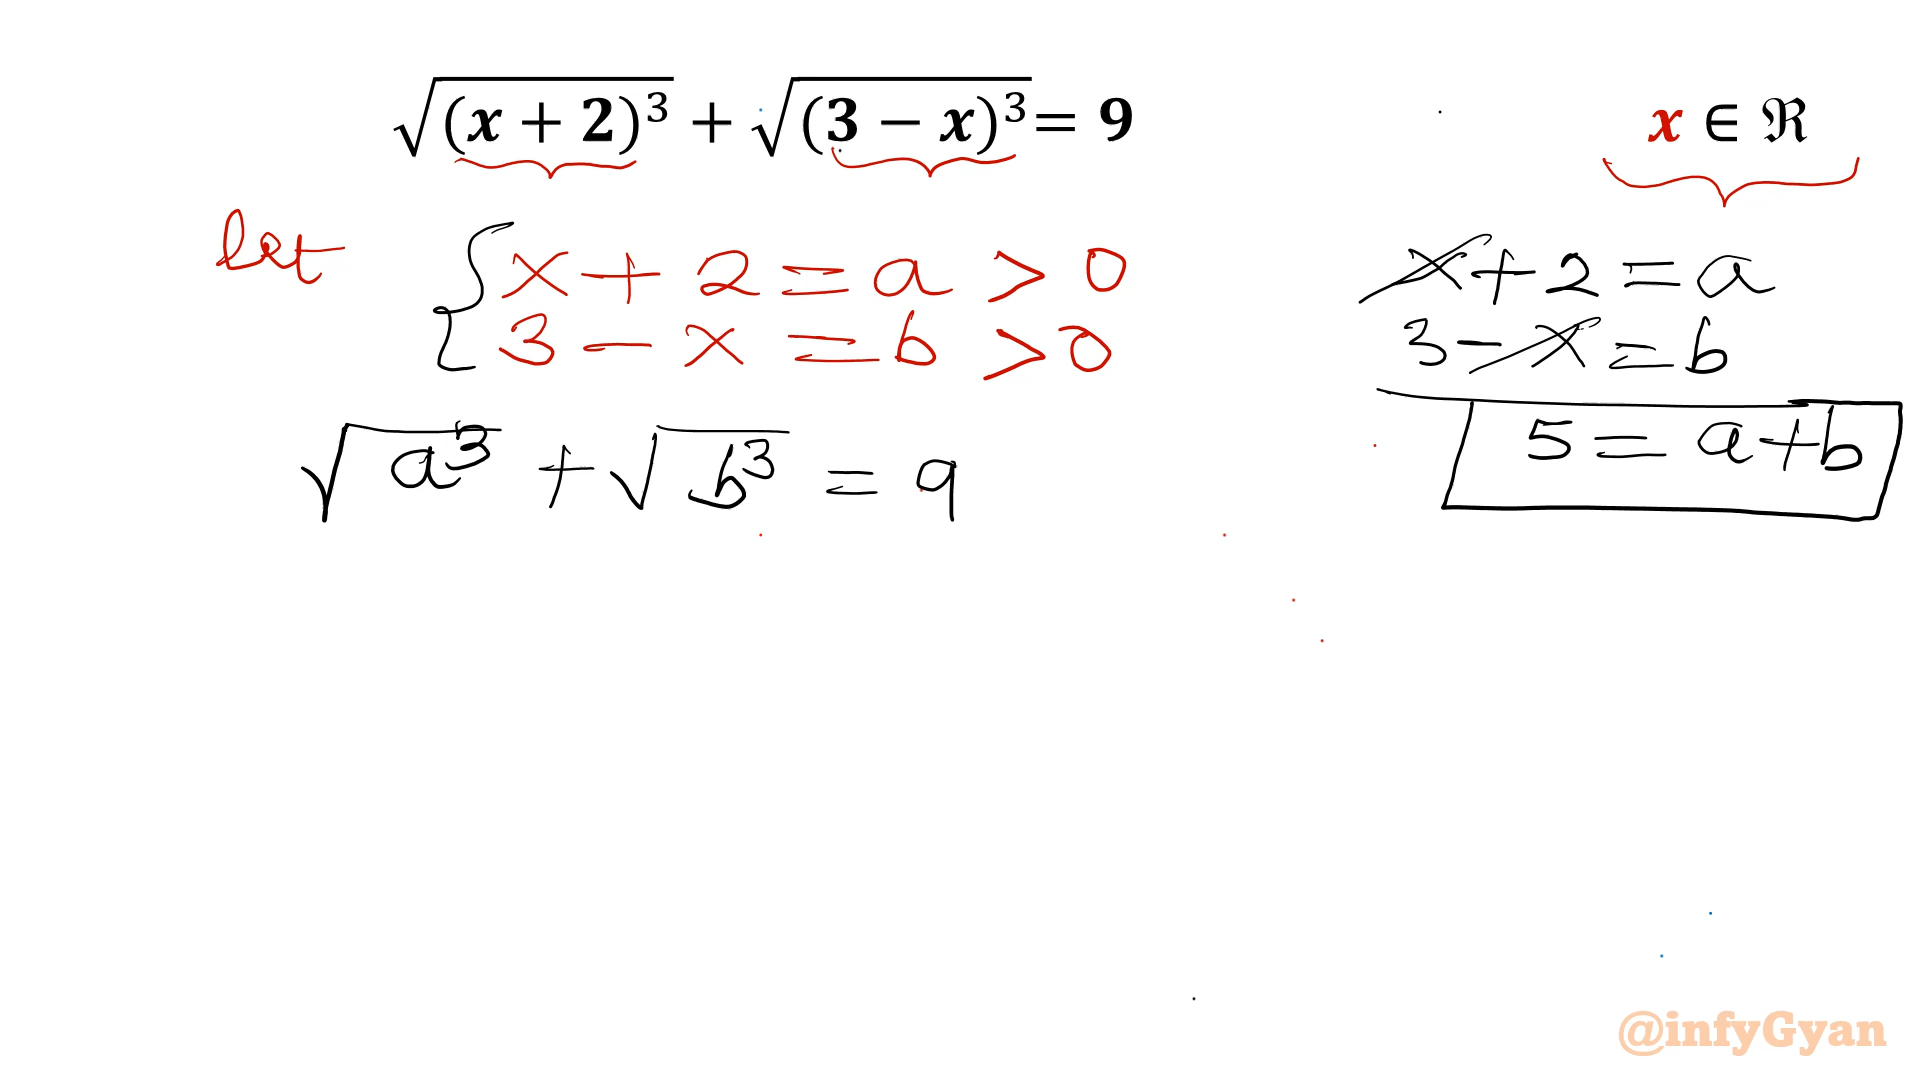 √(x + 2)³ + √(3 − x)³ = 9
x ∈ ℜ
let
x + 2 = a > 0
3 − x = b > 0
√a³ + √b³ = 9
x + 2 = a
3 − x = b
5 = a + b
@infyGyan